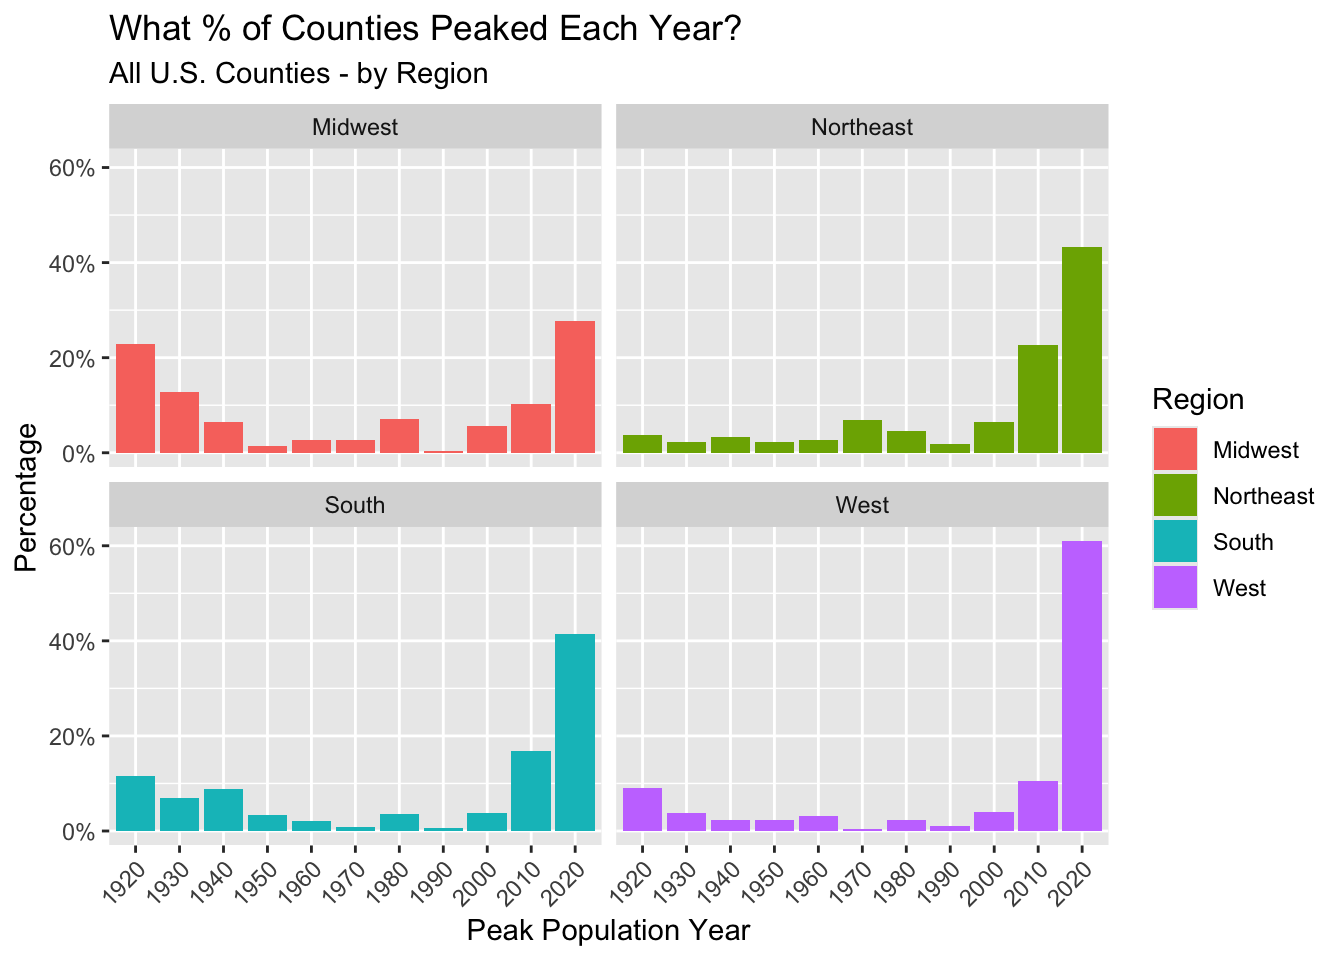 What % of Counties Peaked Each Year?
All U.S. Counties - by Region
Midwest
Northeast
60%
40%
20%
0%
South
West
60%
40%
20%
0%
Percentage
1920 1930 1940 1950 1960 1970 1980 1990 2000 2010 2020
1920 1930 1940 1950 1960 1970 1980 1990 2000 2010 2020
Peak Population Year
Region
Midwest
Northeast
South
West